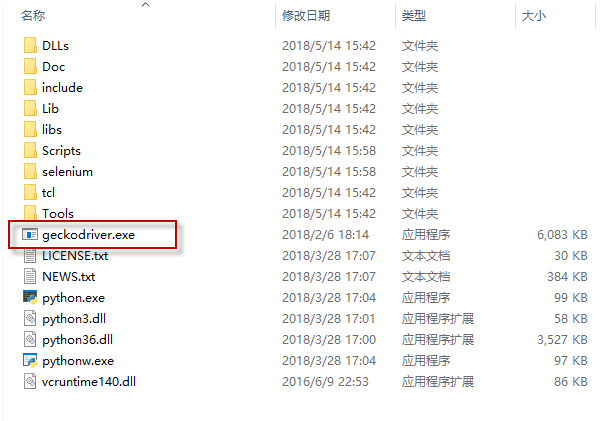 名称 修改日期 类型 大小
DLLs 2018/5/14 15:42 文件夹
Doc 2018/5/14 15:42 文件夹
include 2018/5/14 15:42 文件夹
Lib 2018/5/14 15:42 文件夹
libs 2018/5/14 15:42 文件夹
Scripts 2018/5/14 15:58 文件夹
selenium 2018/5/14 15:58 文件夹
tcl 2018/5/14 15:42 文件夹
Tools 2018/5/14 15:42 文件夹
geckodriver.exe 2018/2/6 18:14 应用程序 6,083 KB
LICENSE.txt 2018/3/28 17:07 文本文档 30 KB
NEWS.txt 2018/3/28 17:07 文本文档 384 KB
python.exe 2018/3/28 17:04 应用程序 99 KB
python3.dll 2018/3/28 17:01 应用程序扩展 58 KB
python36.dll 2018/3/28 17:00 应用程序扩展 3,527 KB
pythonw.exe 2018/3/28 17:04 应用程序 97 KB
vcruntime140.dll 2016/6/9 22:53 应用程序扩展 86 KB